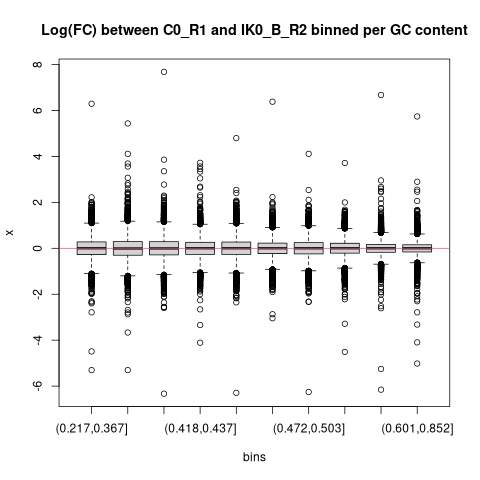 Log(FC) between C0_R1 and IK0_B_R2 binned per GC content
8
6
4
2
0
-2
-4
-6
x
(0.217,0.367] (0.418,0.437] (0.472,0.503] (0.601,0.852]
bins